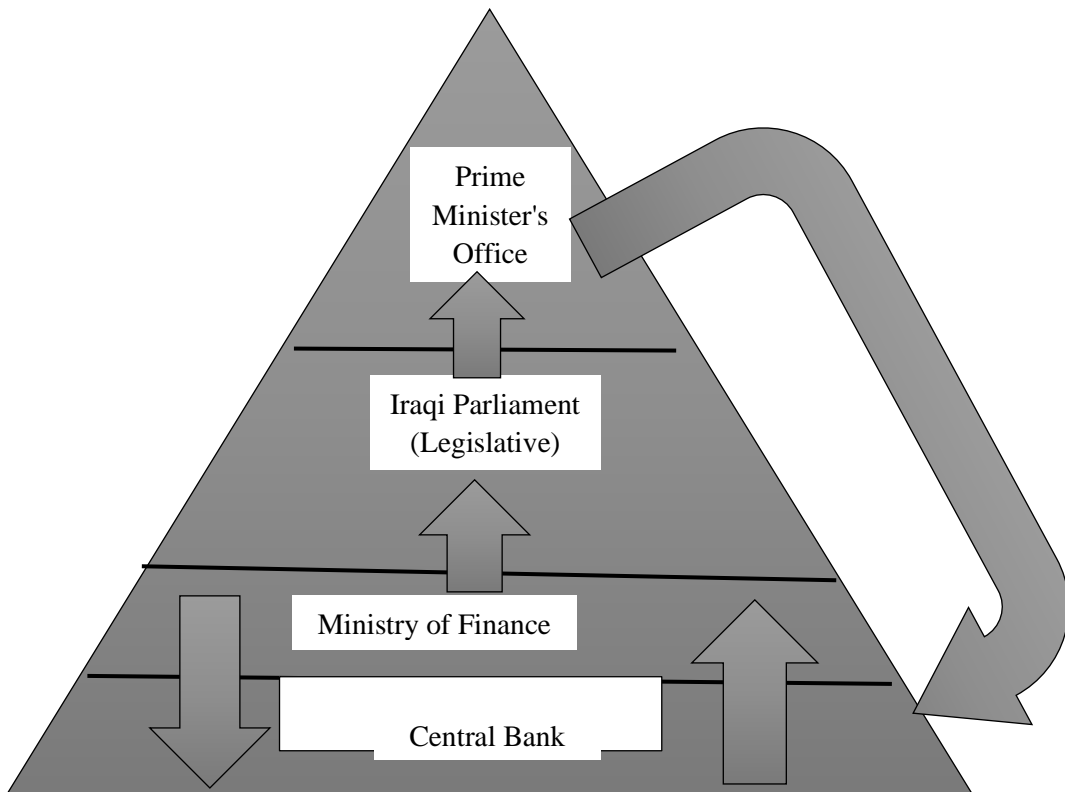 Prime
Minister's
Office
Iraqi Parliament
(Legislative)
Ministry of Finance
Central Bank